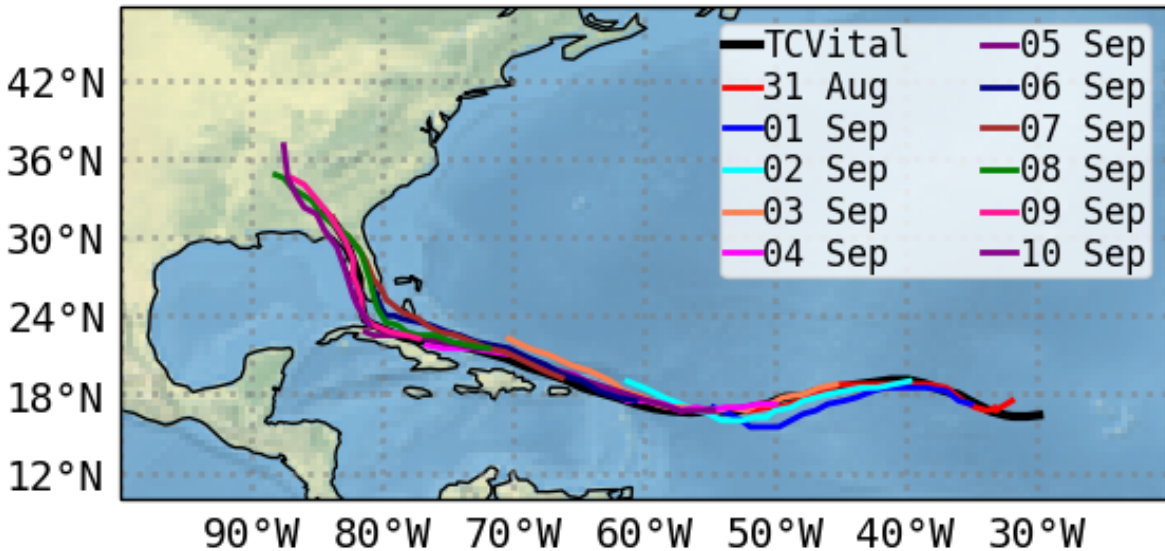 TCVital
31 Aug
01 Sep
02 Sep
03 Sep
04 Sep
05 Sep
06 Sep
07 Sep
08 Sep
09 Sep
10 Sep
42°N
36°N
30°N
24°N
18°N
12°N
90°W 80°W 70°W 60°W 50°W 40°W 30°W